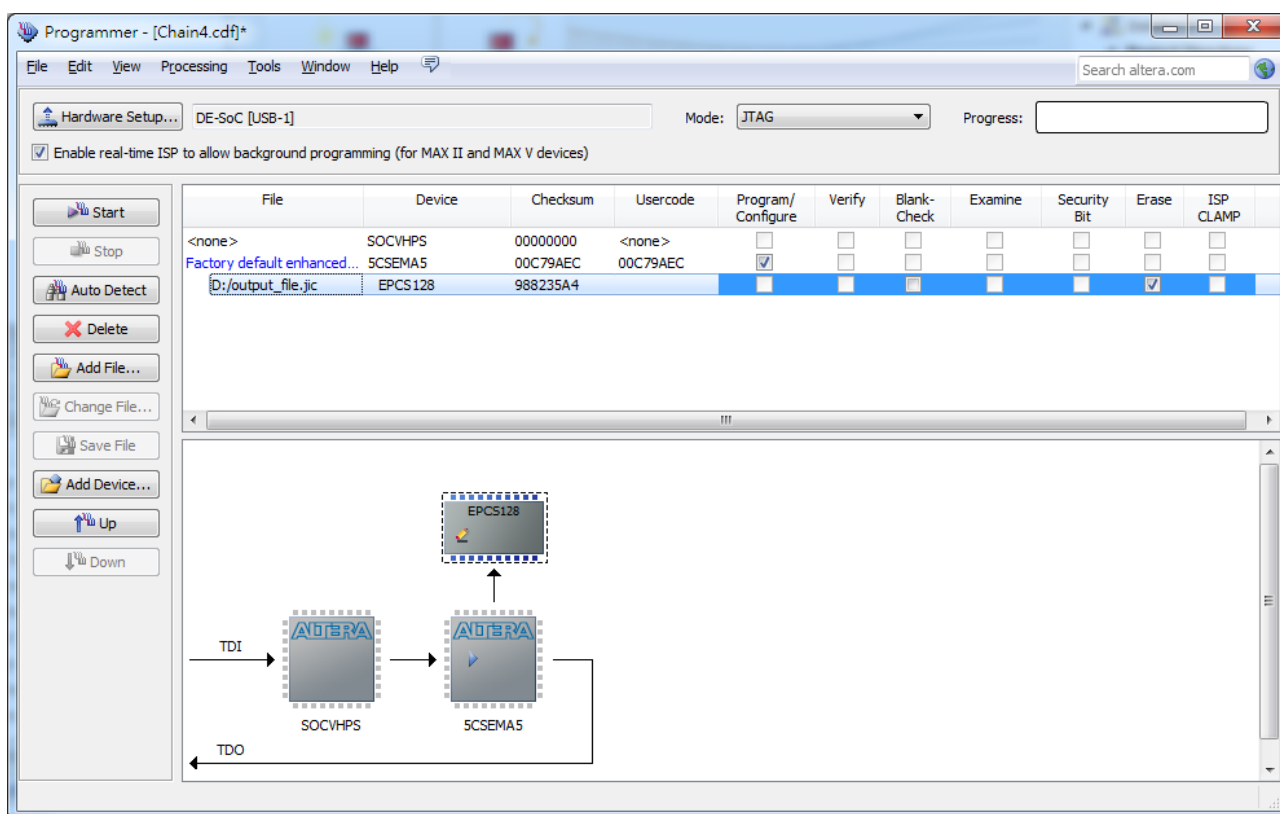 Programmer - [Chain4.cdf]*
File Edit View Processing Tools Window Help
Search altera.com
Hardware Setup... DE-SoC [USB-1] Mode: JTAG Progress:
Enable real-time ISP to allow background programming (for MAX II and MAX V devices)
Start
Stop
Auto Detect
Delete
Add File...
Change File...
Save File
Add Device...
Up
Down
File Device Checksum Usercode Program/ Configure Verify Blank- Check Examine Security Bit Erase ISP CLAMP
<none> SOCVHPS 00000000 <none>
Factory default enhanced... 5CSEMA5 00C79AEC 00C79AEC
D:/output_file.jic EPCS128 988235A4
EPCS128
ALTERA
ALTERA
TDI
SOCVHPS
5CSEMA5
TDO